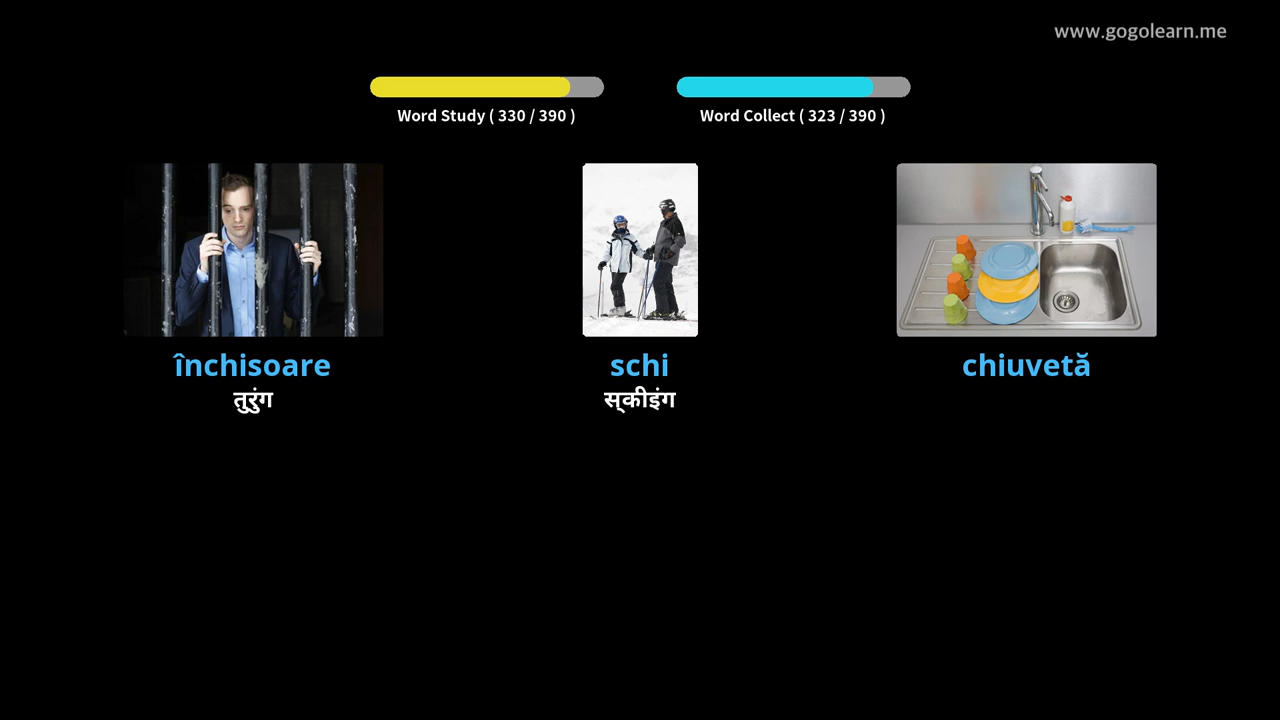 www.gogolearn.me
Word Study ( 330 / 390 )
Word Collect ( 323 / 390 )
închisoare
schi
chiuvetă
तुरुंग
स्कीइंग